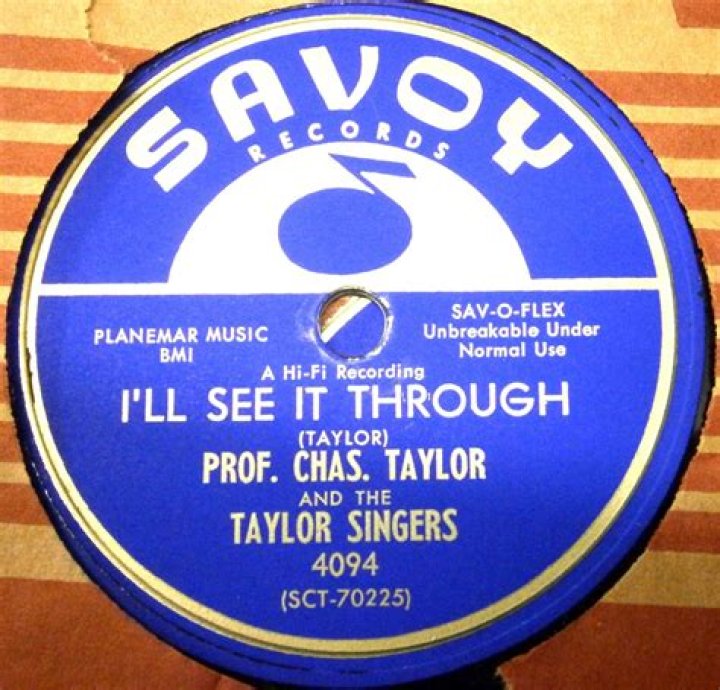 SAVOY
RECORDS
PLANEMAR MUSIC
BMI
SAV-O-FLEX
Unbreakable Under
Normal Use
A Hi-Fi Recording
I'LL SEE IT THROUGH
(TAYLOR)
PROF. CHAS. TAYLOR
AND THE
TAYLOR SINGERS
4094
(SCT-70225)